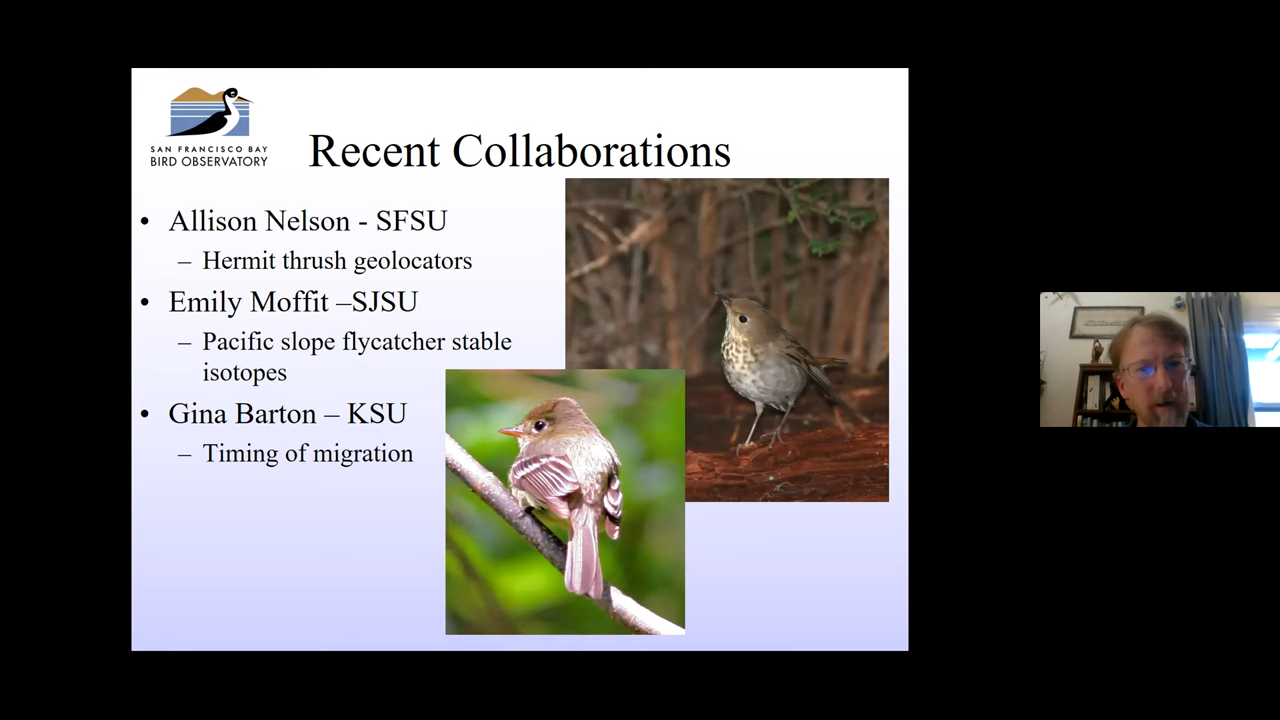 SAN FRANCISCO BAY
BIRD OBSERVATORY
Recent Collaborations
• Allison Nelson - SFSU
– Hermit thrush geolocators
• Emily Moffit –SJSU
– Pacific slope flycatcher stable
isotopes
• Gina Barton – KSU
– Timing of migration